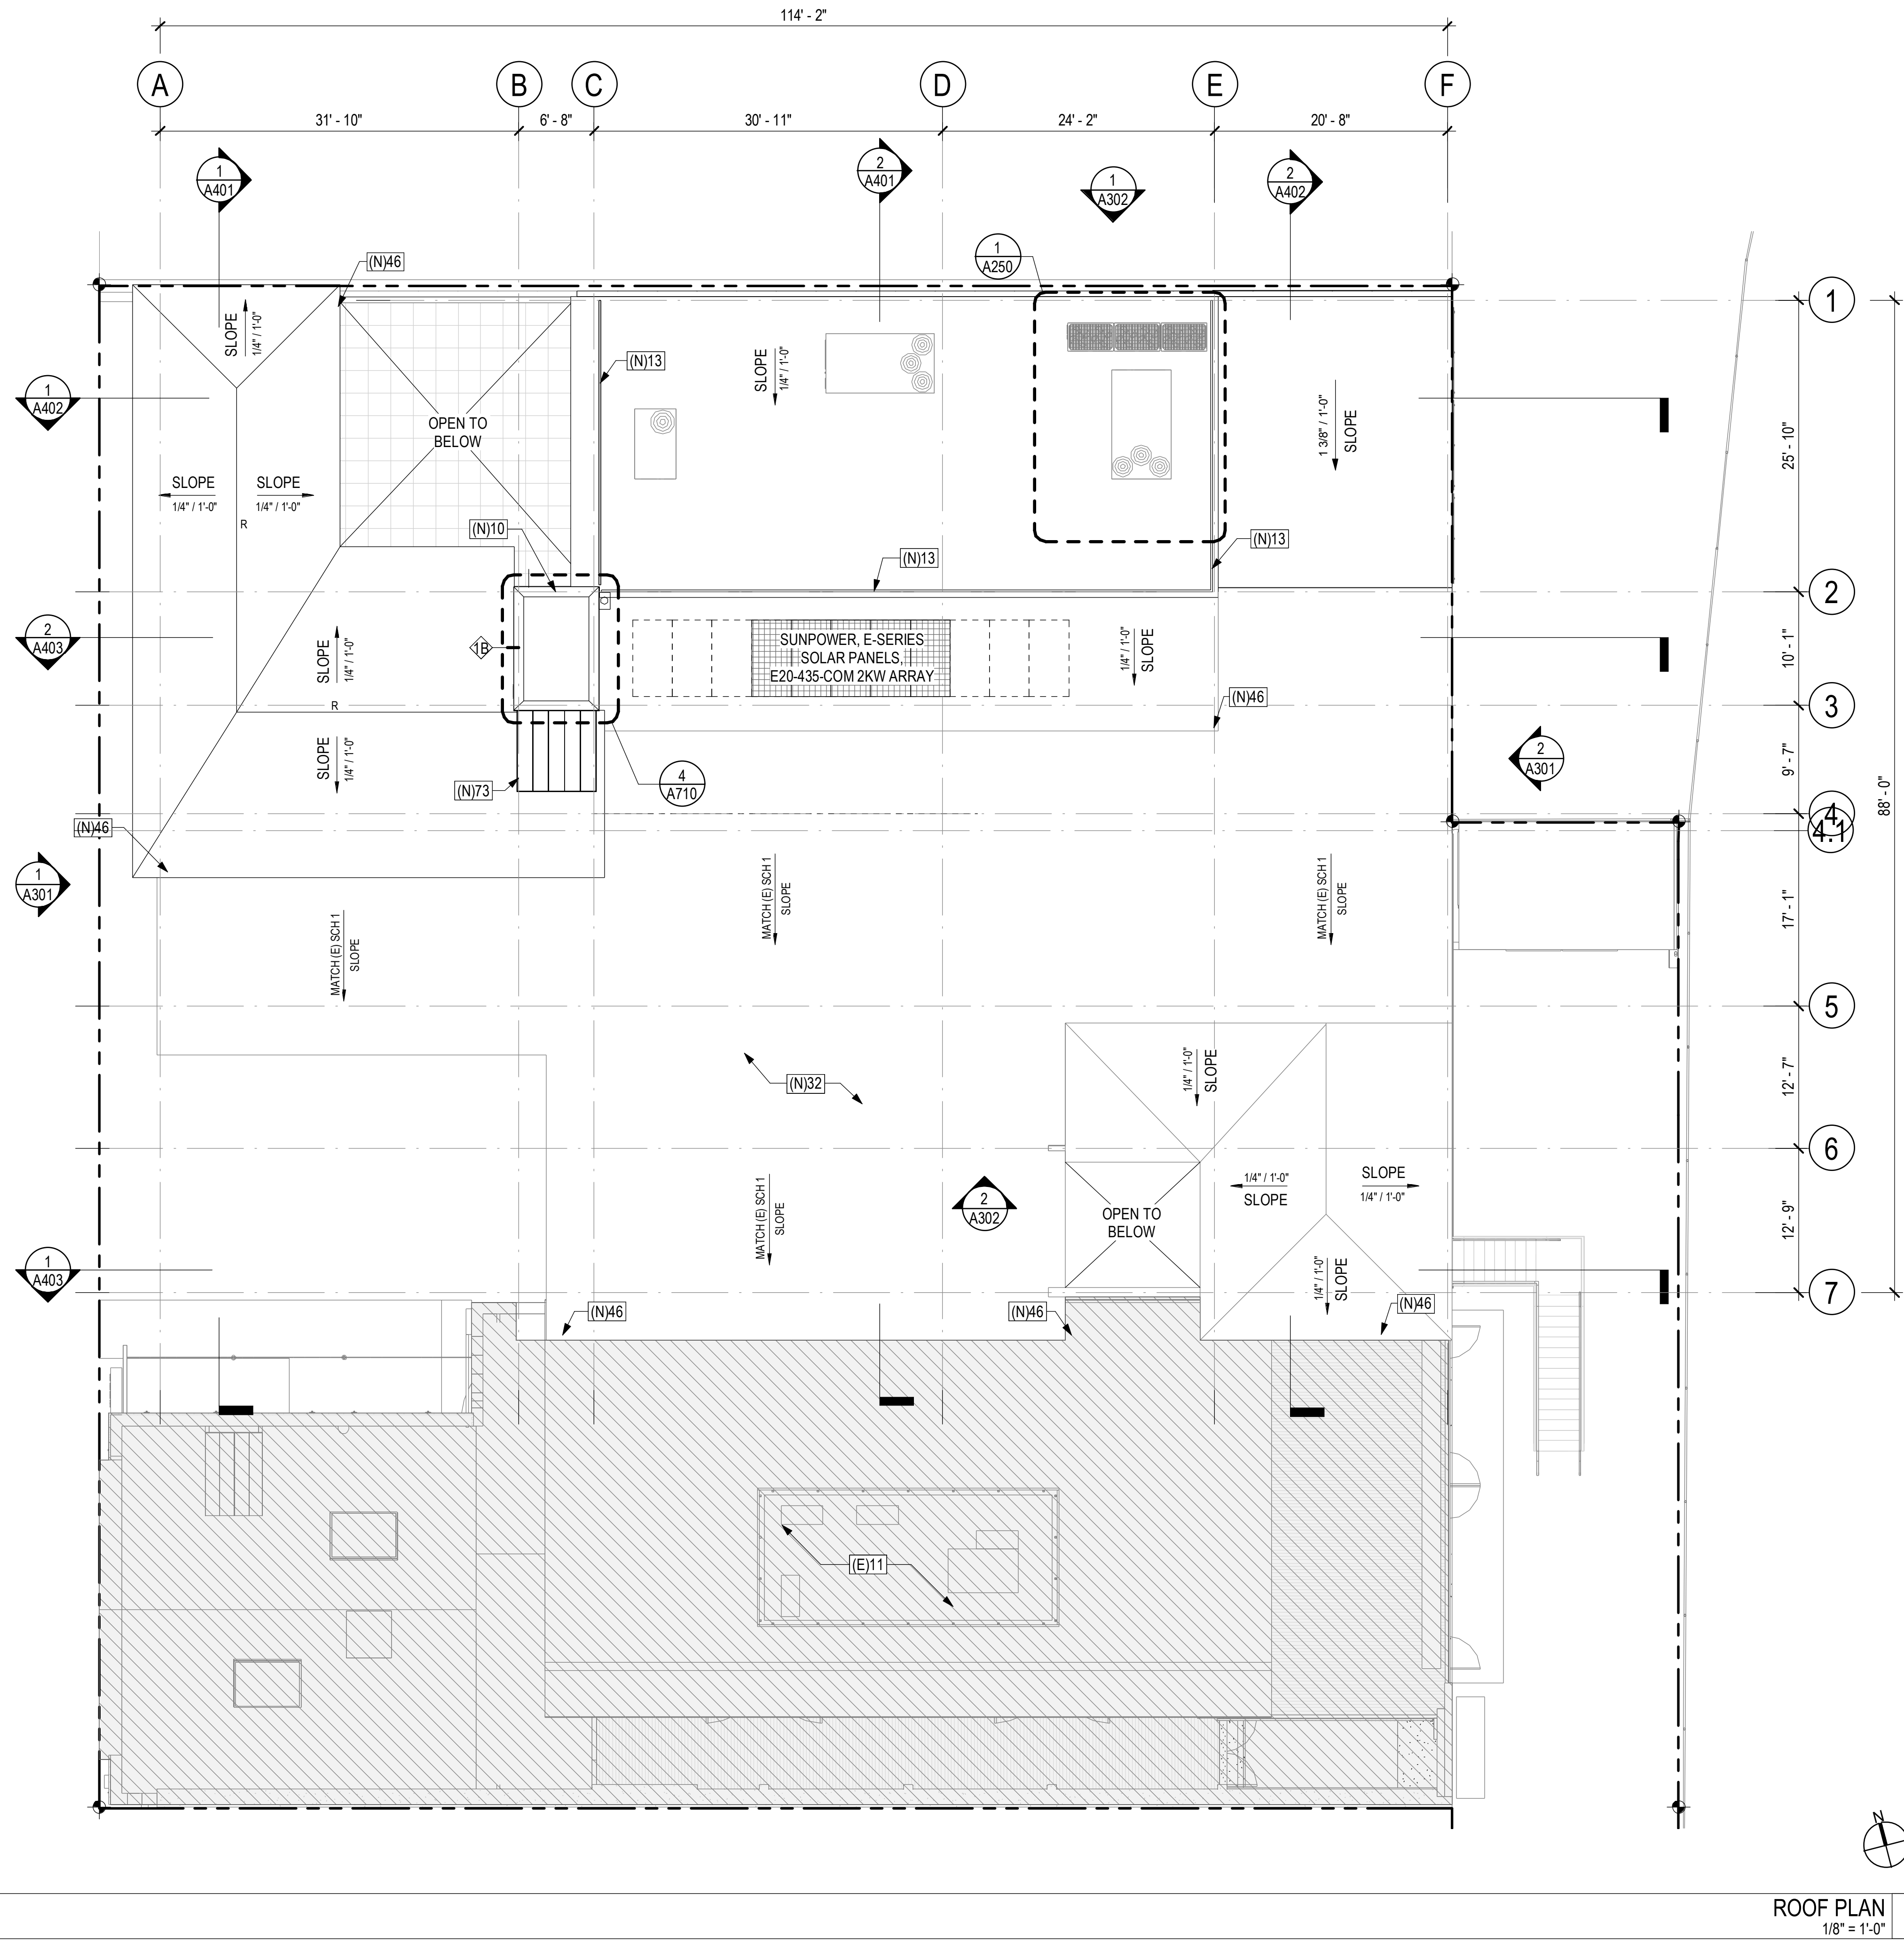 114' - 2"
A
B
C
D
E
F
31' - 10"
6' - 8"
30' - 11"
24' - 2"
20' - 8"
1
A401
2
A401
1
A302
2
A402
1
A250
(N)46
1
SLOPE
1/4" / 1'-0"
(N)13
SLOPE
1/4" / 1'-0"
1
A402
OPEN TO
BELOW
1 3/8" / 1'-0"
SLOPE
25' - 10"
SLOPE
1/4" / 1'-0"
SLOPE
1/4" / 1'-0"
R
(N)10
(N)13
(N)13
2
2
A403
SLOPE
1/4" / 1'-0"
1B
SUNPOWER, E-SERIES
SOLAR PANELS,
E20-435-COM 2KW ARRAY
1/4" / 1'-0"
SLOPE
10' - 1"
R
(N)46
3
SLOPE
1/4" / 1'-0"
(N)73
4
A710
2
A301
9' - 7"
88' - 0"
(N)46
4
4.1
1
A301
MATCH (E) SCH 1
SLOPE
MATCH (E) SCH 1
SLOPE
MATCH (E) SCH 1
SLOPE
17' - 1"
5
(N)32
1/4" / 1'-0"
SLOPE
12' - 7"
6
MATCH (E) SCH 1
SLOPE
2
A302
OPEN TO
BELOW
1/4" / 1'-0"
SLOPE
SLOPE
1/4" / 1'-0"
12' - 9"
1
A403
1/4" / 1'-0"
SLOPE
7
(N)46
(N)46
(N)46
(E)11
N
ROOF PLAN
1/8" = 1'-0"